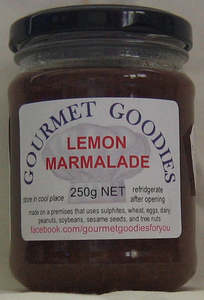 GOURMET GOODIES
LEMON
MARMALADE
store in cool place 250g NET refridgerate
after opening
made on a premises that uses sulphites, wheat, eggs, dairy,
peanuts, soybeans, sesame seeds, and tree nuts
facebook.com/gourmetgoodiesforyou